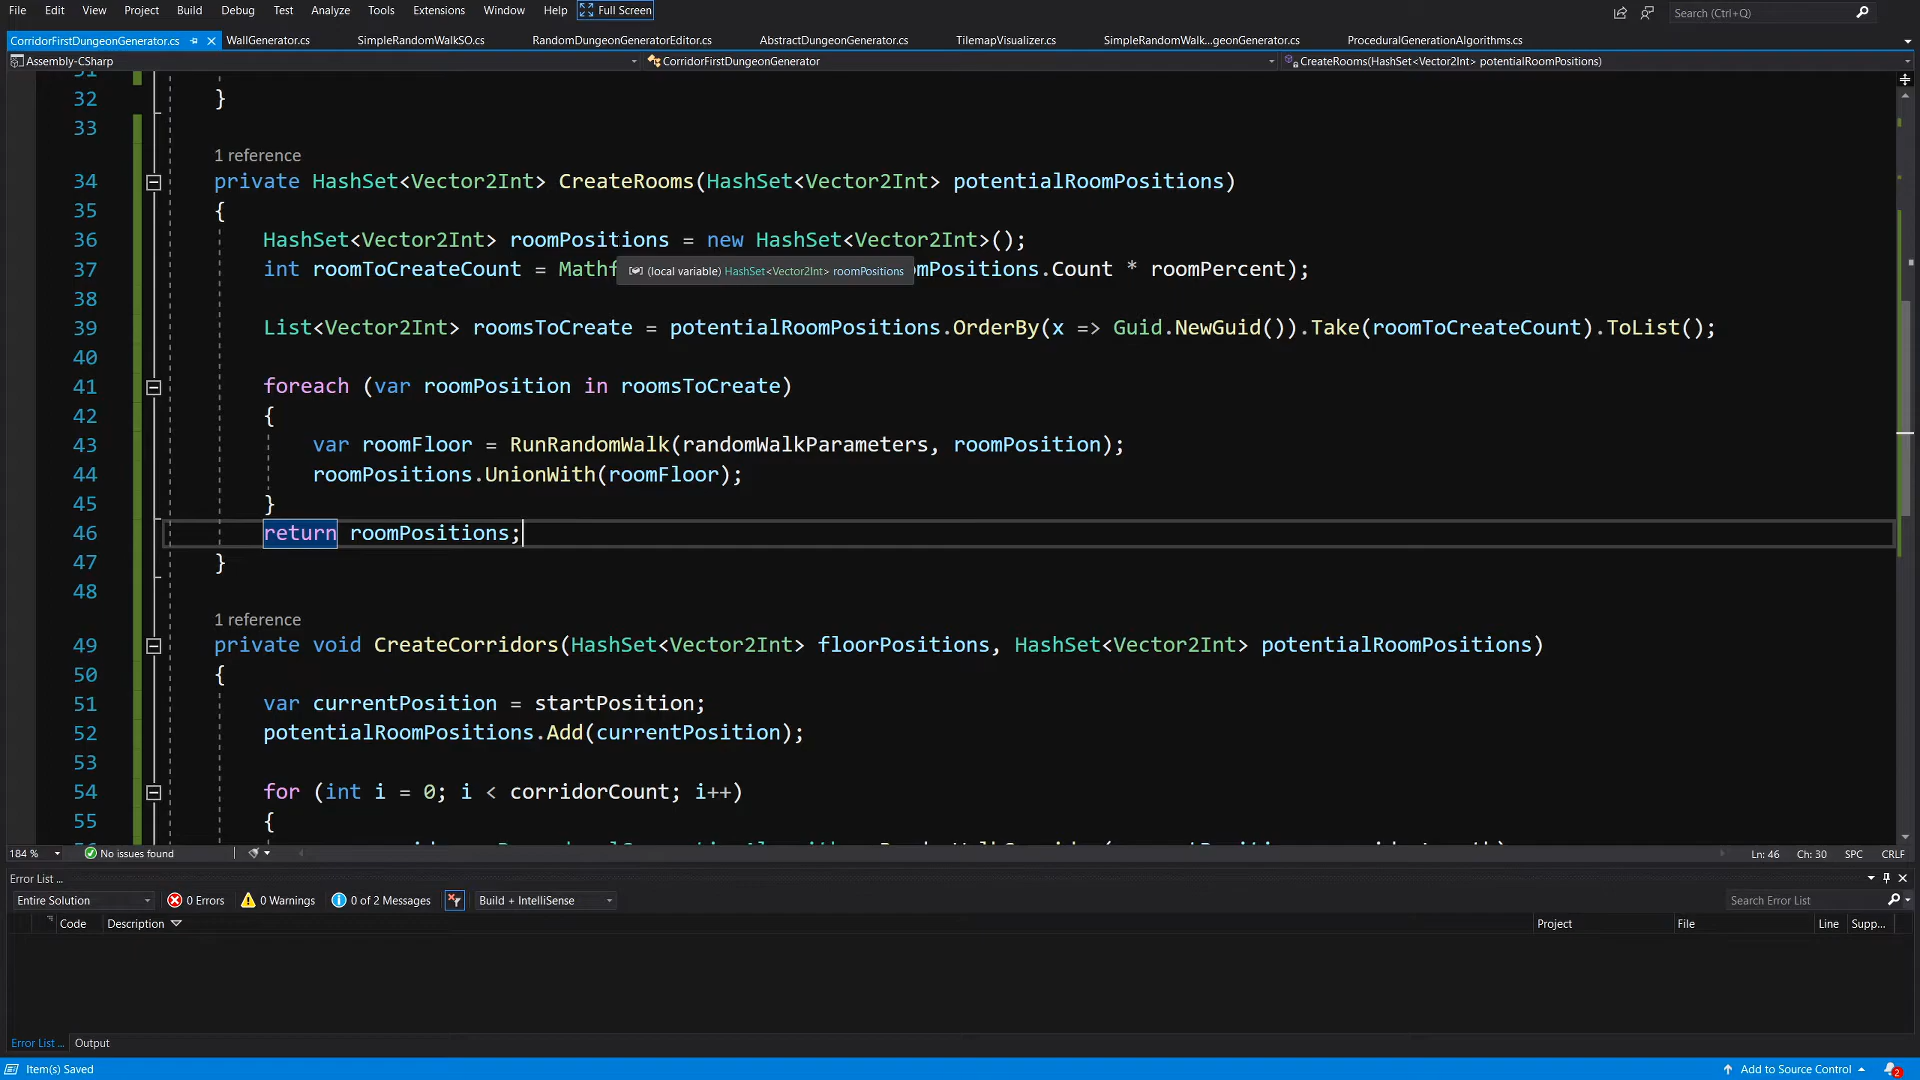 File Edit View Project Build Debug Test Analyze Tools Extensions Window Help Full Screen Search (Ctrl+Q)
CorridorFirstDungeonGenerator.cs WallGenerator.cs SimpleRandomWalkSO.cs RandomDungeonGeneratorEditor.cs AbstractDungeonGenerator.cs TilemapVisualizer.cs SimpleRandomWalk...geonGenerator.cs ProceduralGenerationAlgorithms.cs
Assembly-CSharp CorridorFirstDungeonGenerator CreateRooms(HashSet<Vector2Int> potentialRoomPositions)
32 }
33
1 reference
34 private HashSet<Vector2Int> CreateRooms(HashSet<Vector2Int> potentialRoomPositions)
35 {
36 HashSet<Vector2Int> roomPositions = new HashSet<Vector2Int>();
37 int roomToCreateCount = Mathf (local variable) HashSet<Vector2Int> roomPositions omPositions.Count * roomPercent);
38
39 List<Vector2Int> roomsToCreate = potentialRoomPositions.OrderBy(x => Guid.NewGuid()).Take(roomToCreateCount).ToList();
40
41 foreach (var roomPosition in roomsToCreate)
42 {
43 var roomFloor = RunRandomWalk(randomWalkParameters, roomPosition);
44 roomPositions.UnionWith(roomFloor);
45 }
46 return roomPositions;
47 }
48
1 reference
49 private void CreateCorridors(HashSet<Vector2Int> floorPositions, HashSet<Vector2Int> potentialRoomPositions)
50 {
51 var currentPosition = startPosition;
52 potentialRoomPositions.Add(currentPosition);
53
54 for (int i = 0; i < corridorCount; i++)
55 {
184 % No issues found Ln: 46 Ch: 30 SPC CRLF
Error List ...
Entire Solution 0 Errors 0 Warnings 0 of 2 Messages Build + IntelliSense Search Error List
Code Description Project File Line Supp...
Error List ... Output
Item(s) Saved Add to Source Control 2